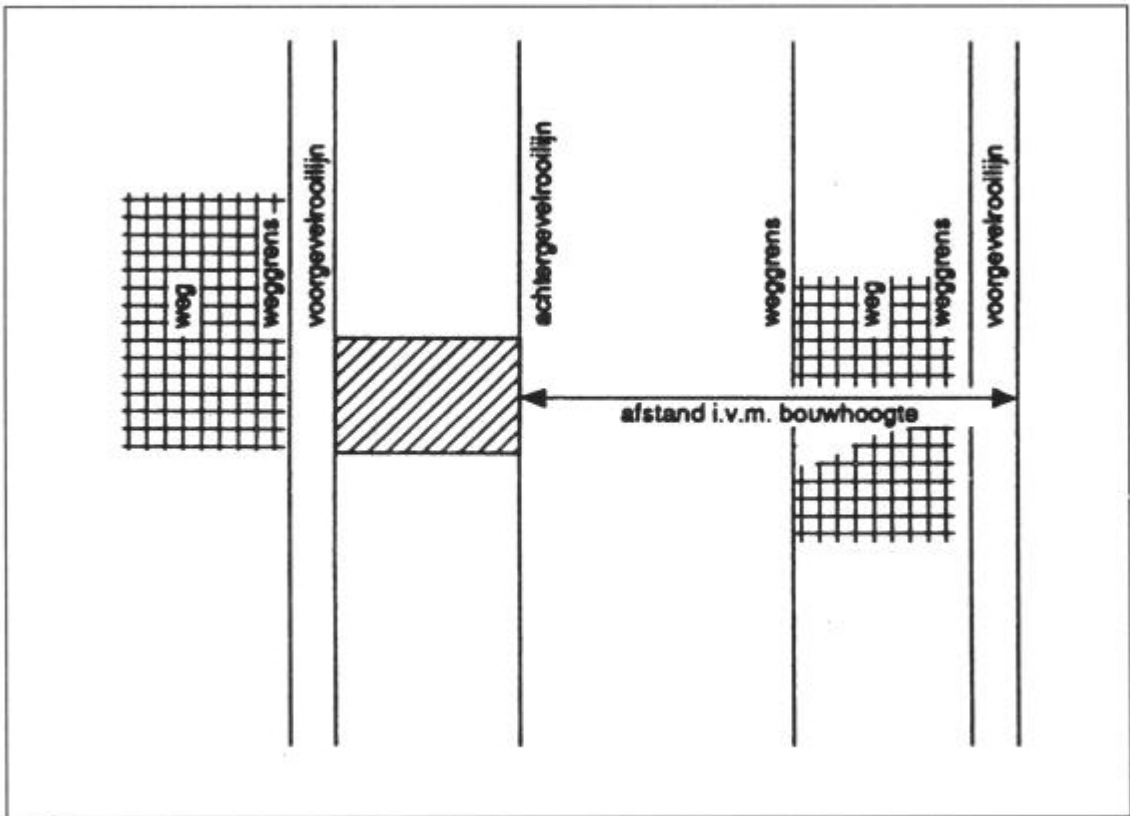 weg
weggrens
voorgevelrooilijn
achtergevelrooilijn
weggrens
weg
weggrens
voorgevelrooilijn
afstand i.v.m. bouwhoogte